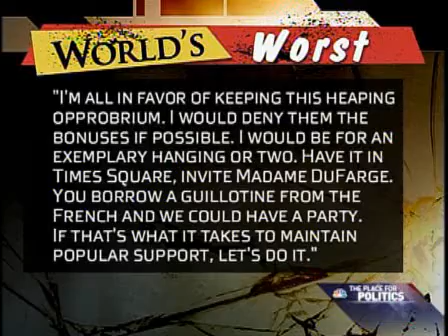 WORLD'S Worst
"I'M ALL IN FAVOR OF KEEPING THIS HEAPING
OPPROBRIUM. I WOULD DENY THEM THE
BONUSES IF POSSIBLE. I WOULD BE FOR AN
EXEMPLARY HANGING OR TWO. HAVE IT IN
TIMES SQUARE, INVITE MADAME DUFARGE.
YOU BORROW A GUILLOTINE FROM THE
FRENCH AND WE COULD HAVE A PARTY.
IF THAT'S WHAT IT TAKES TO MAINTAIN
POPULAR SUPPORT, LET'S DO IT."
THE PLACE FOR
POLITICS